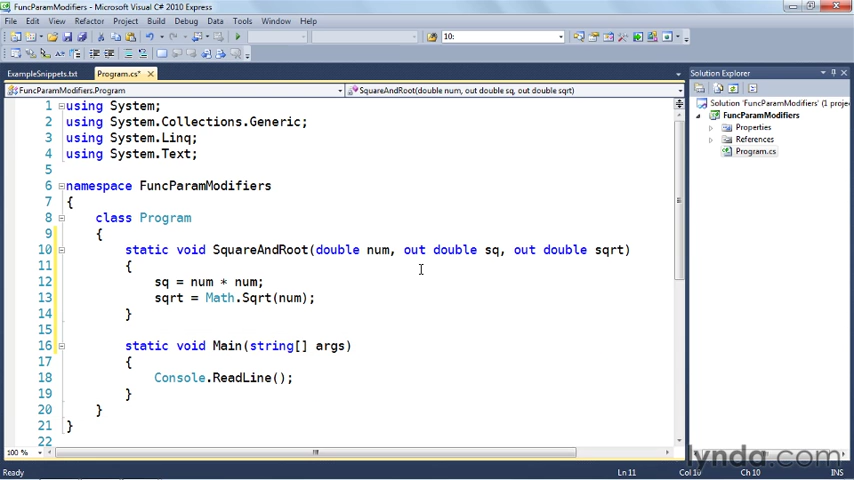 FuncParamModifiers - Microsoft Visual C# 2010 Express
File Edit View Refactor Project Build Debug Data Tools Window Help
10:
ExampleSnippets.txt Program.cs* ×
FuncParamModifiers.Program SquareAndRoot(double num, out double sq, out double sqrt)
1 using System;
2 using System.Collections.Generic;
3 using System.Linq;
4 using System.Text;
5
6 namespace FuncParamModifiers
7 {
8 class Program
9 {
10 static void SquareAndRoot(double num, out double sq, out double sqrt)
11 {
12 sq = num * num;
13 sqrt = Math.Sqrt(num);
14 }
15
16 static void Main(string[] args)
17 {
18 Console.ReadLine();
19 }
20 }
21 }
22
100 %
Solution Explorer
Solution 'FuncParamModifiers' (1 proje
FuncParamModifiers
Properties
References
Program.cs
Ready Ln 11 Col 10 Ch 10 INS
lynda.com